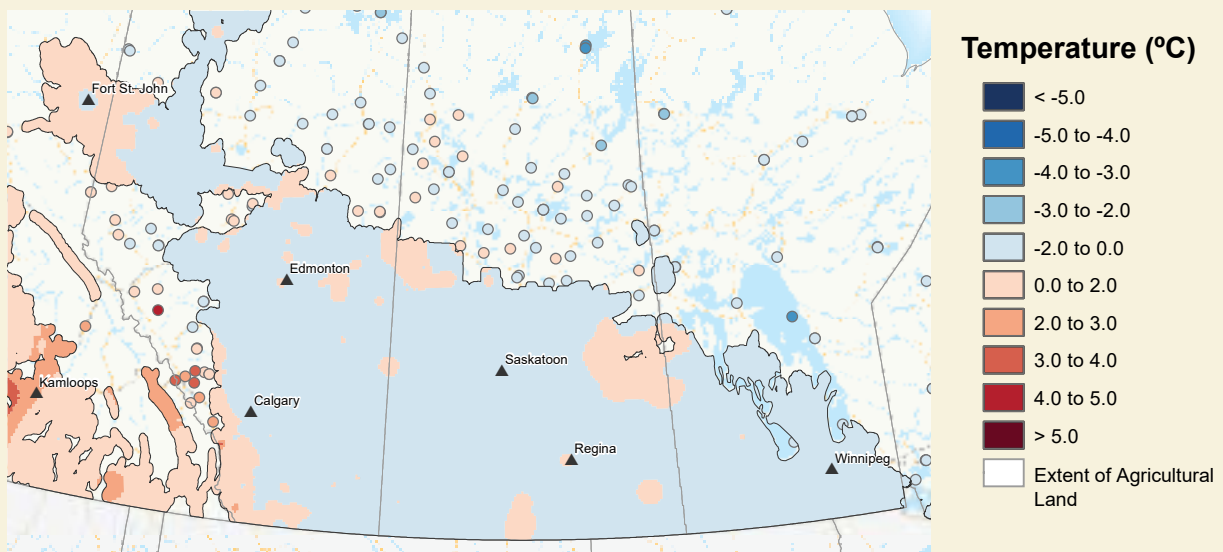 Temperature (ºC)
Fort St-John
< -5.0
-5.0 to -4.0
-4.0 to -3.0
-3.0 to -2.0
-2.0 to 0.0
Edmonton
0.0 to 2.0
2.0 to 3.0
Saskatoon
3.0 to 4.0
Kamloops
Calgary
4.0 to 5.0
> 5.0
Regina
Winnipeg
Extent of Agricultural
Land